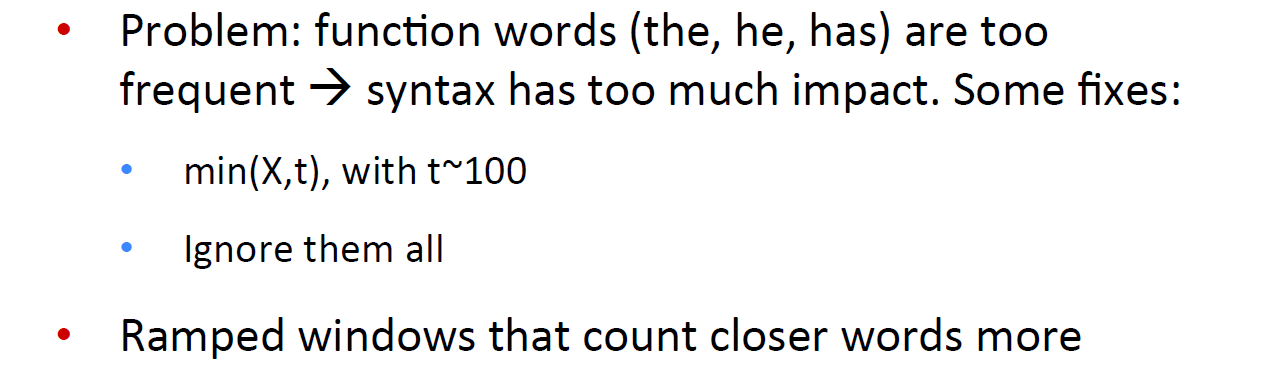 • Problem: function words (the, he, has) are too
frequent → syntax has too much impact. Some fixes:
• min(X,t), with t~100
• Ignore them all
• Ramped windows that count closer words more